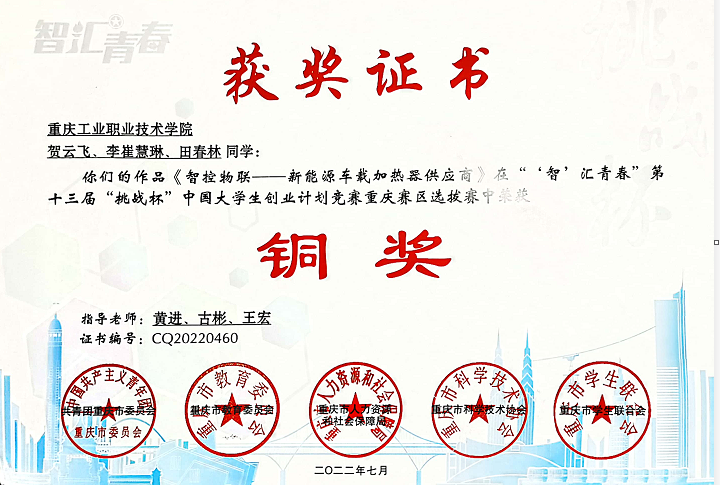 智汇青春
获奖证书
重庆工业职业技术学院
贺云飞、李崔慧琳、田春林 同学：
你们的作品《智控物联——新能源车载加热器供应商》在“‘智’汇青春”第
十三届“挑战杯”中国大学生创业计划竞赛重庆赛区选拔赛中荣获
铜奖
指导老师：黄进、古彬、王宏
证书编号：CQ20220460
共青团重庆市委员会
重庆市教育委员会
重庆市人力资源
和社会保障局
重庆市科学技术协会
重庆市学生联合会
中国共产主义青年团
重庆市委员会
重庆市教育委员会
重庆市人力资源和社会保障局
重庆市科学技术协会
重庆市学生联合会
二〇二二年七月